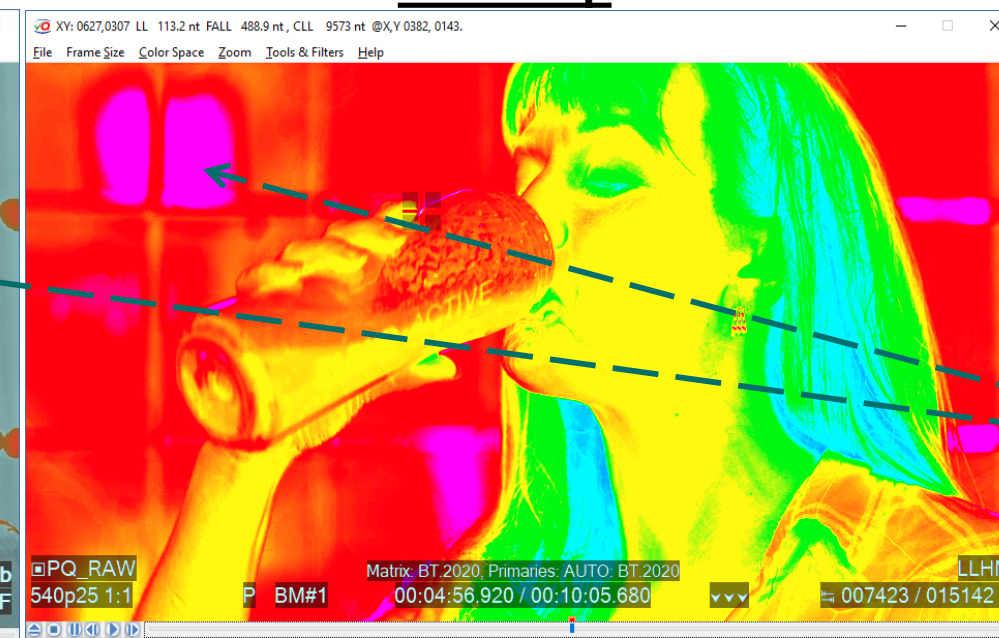 XY: 0627,0307 LL 113.2 nt FALL 488.9 nt , CLL 9573 nt @X,Y 0382, 0143.
File Frame Size Color Space Zoom Tools & Filters Help
ACTIVE
PQ_RAW
Matrix: BT.2020, Primaries: AUTO: BT.2020
b
540p25 1:1 P BM#1 00:04:56,920 / 00:10:05.680 007423 / 015142
F